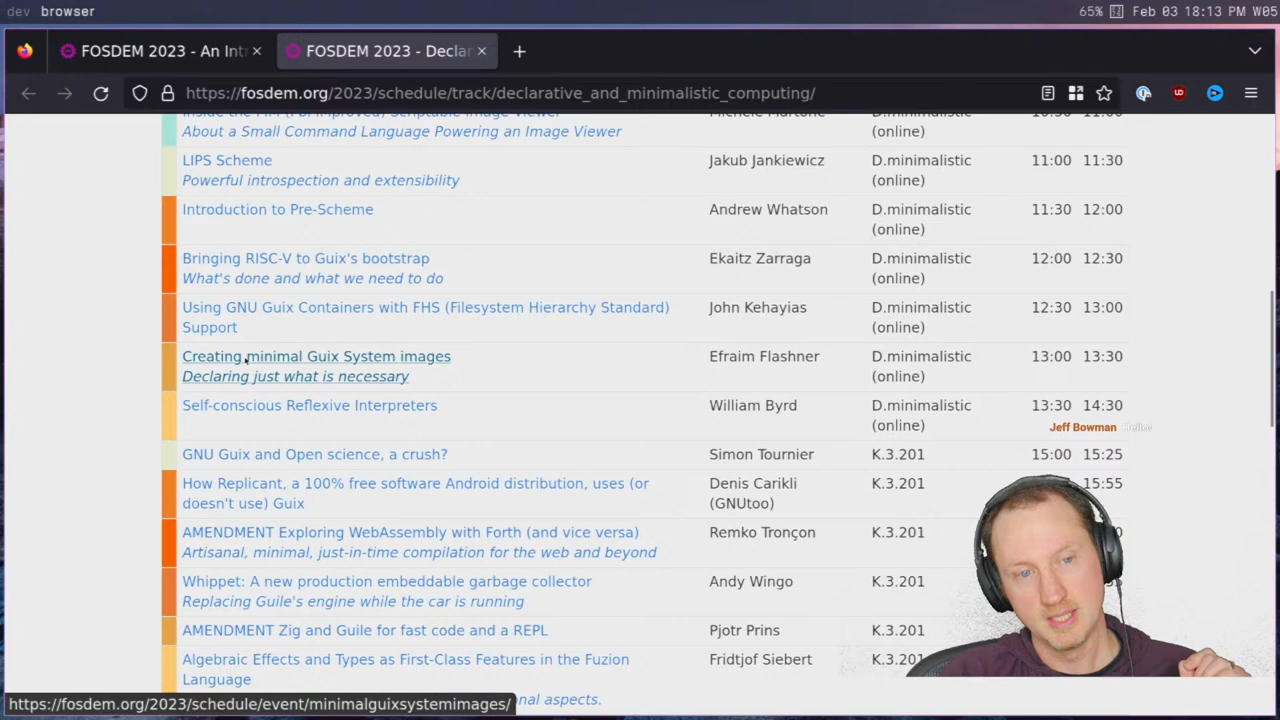 dev browser
65% Feb 03 18:13 PM W05
FOSDEM 2023 - An Int
FOSDEM 2023 - Declar
https://fosdem.org/2023/schedule/track/declarative_and_minimalistic_computing/
About a Small Command Language Powering an Image Viewer (online)
LIPS Scheme Jakub Jankiewicz D.minimalistic 11:00 11:30
Powerful introspection and extensibility (online)
Introduction to Pre-Scheme Andrew Whatson D.minimalistic 11:30 12:00
(online)
Bringing RISC-V to Guix's bootstrap Ekaitz Zarraga D.minimalistic 12:00 12:30
What's done and what we need to do (online)
Using GNU Guix Containers with FHS (Filesystem Hierarchy Standard) John Kehayias D.minimalistic 12:30 13:00
Support (online)
Creating minimal Guix System images Efraim Flashner D.minimalistic 13:00 13:30
Declaring just what is necessary (online)
Self-conscious Reflexive Interpreters William Byrd D.minimalistic 13:30 14:30
(online)
Jeff Bowman
GNU Guix and Open science, a crush? Simon Tournier K.3.201 15:00 15:25
How Replicant, a 100% free software Android distribution, uses (or Denis Carikli K.3.201 15:55
doesn't use) Guix (GNUtoo)
AMENDMENT Exploring WebAssembly with Forth (and vice versa) Remko Tronçon K.3.201
Artisanal, minimal, just-in-time compilation for the web and beyond
Whippet: A new production embeddable garbage collector Andy Wingo K.3.201
Replacing Guile's engine while the car is running
AMENDMENT Zig and Guile for fast code and a REPL Pjotr Prins K.3.201
Algebraic Effects and Types as First-Class Features in the Fuzion Fridtjof Siebert K.3.201
Language
https://fosdem.org/2023/schedule/event/minimalguixsystemimages/ nal aspects.